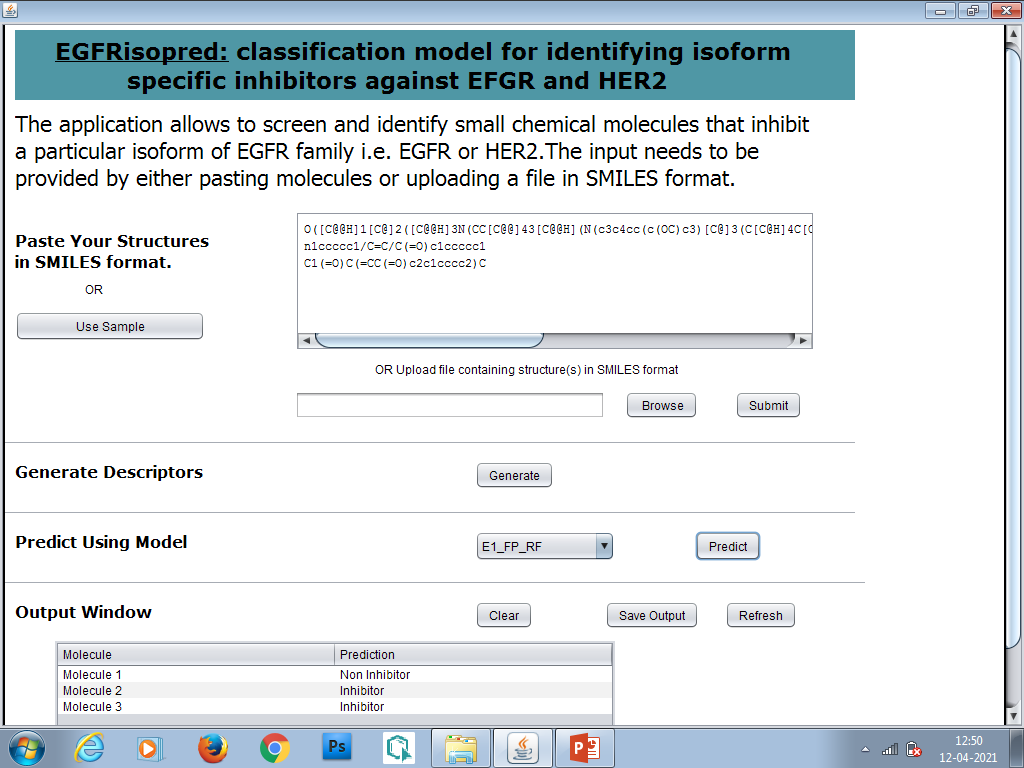 EGFRisopred: classification model for identifying isoform
specific inhibitors against EFGR and HER2
The application allows to screen and identify small chemical molecules that inhibit
a particular isoform of EGFR family i.e. EGFR or HER2.The input needs to be
provided by either pasting molecules or uploading a file in SMILES format.
Paste Your Structures
in SMILES format.
OR
Use Sample
O([C@@H]1[C@]2([C@@H]3N(CC[C@@]43[C@@H](N(c3c4cc(c(OC)c3)[C@]3(C[C@H]4C[C
n1ccccc1/C=C/C(=O)c1ccccc1
C1(=O)C(=CC(=O)c2c1cccc2)C
OR Upload file containing structure(s) in SMILES format
Browse
Submit
Generate Descriptors
Generate
Predict Using Model
E1_FP_RF
Predict
Output Window
Clear
Save Output
Refresh
Molecule Prediction
Molecule 1 Non Inhibitor
Molecule 2 Inhibitor
Molecule 3 Inhibitor
Ps
P
12:50
12-04-2021